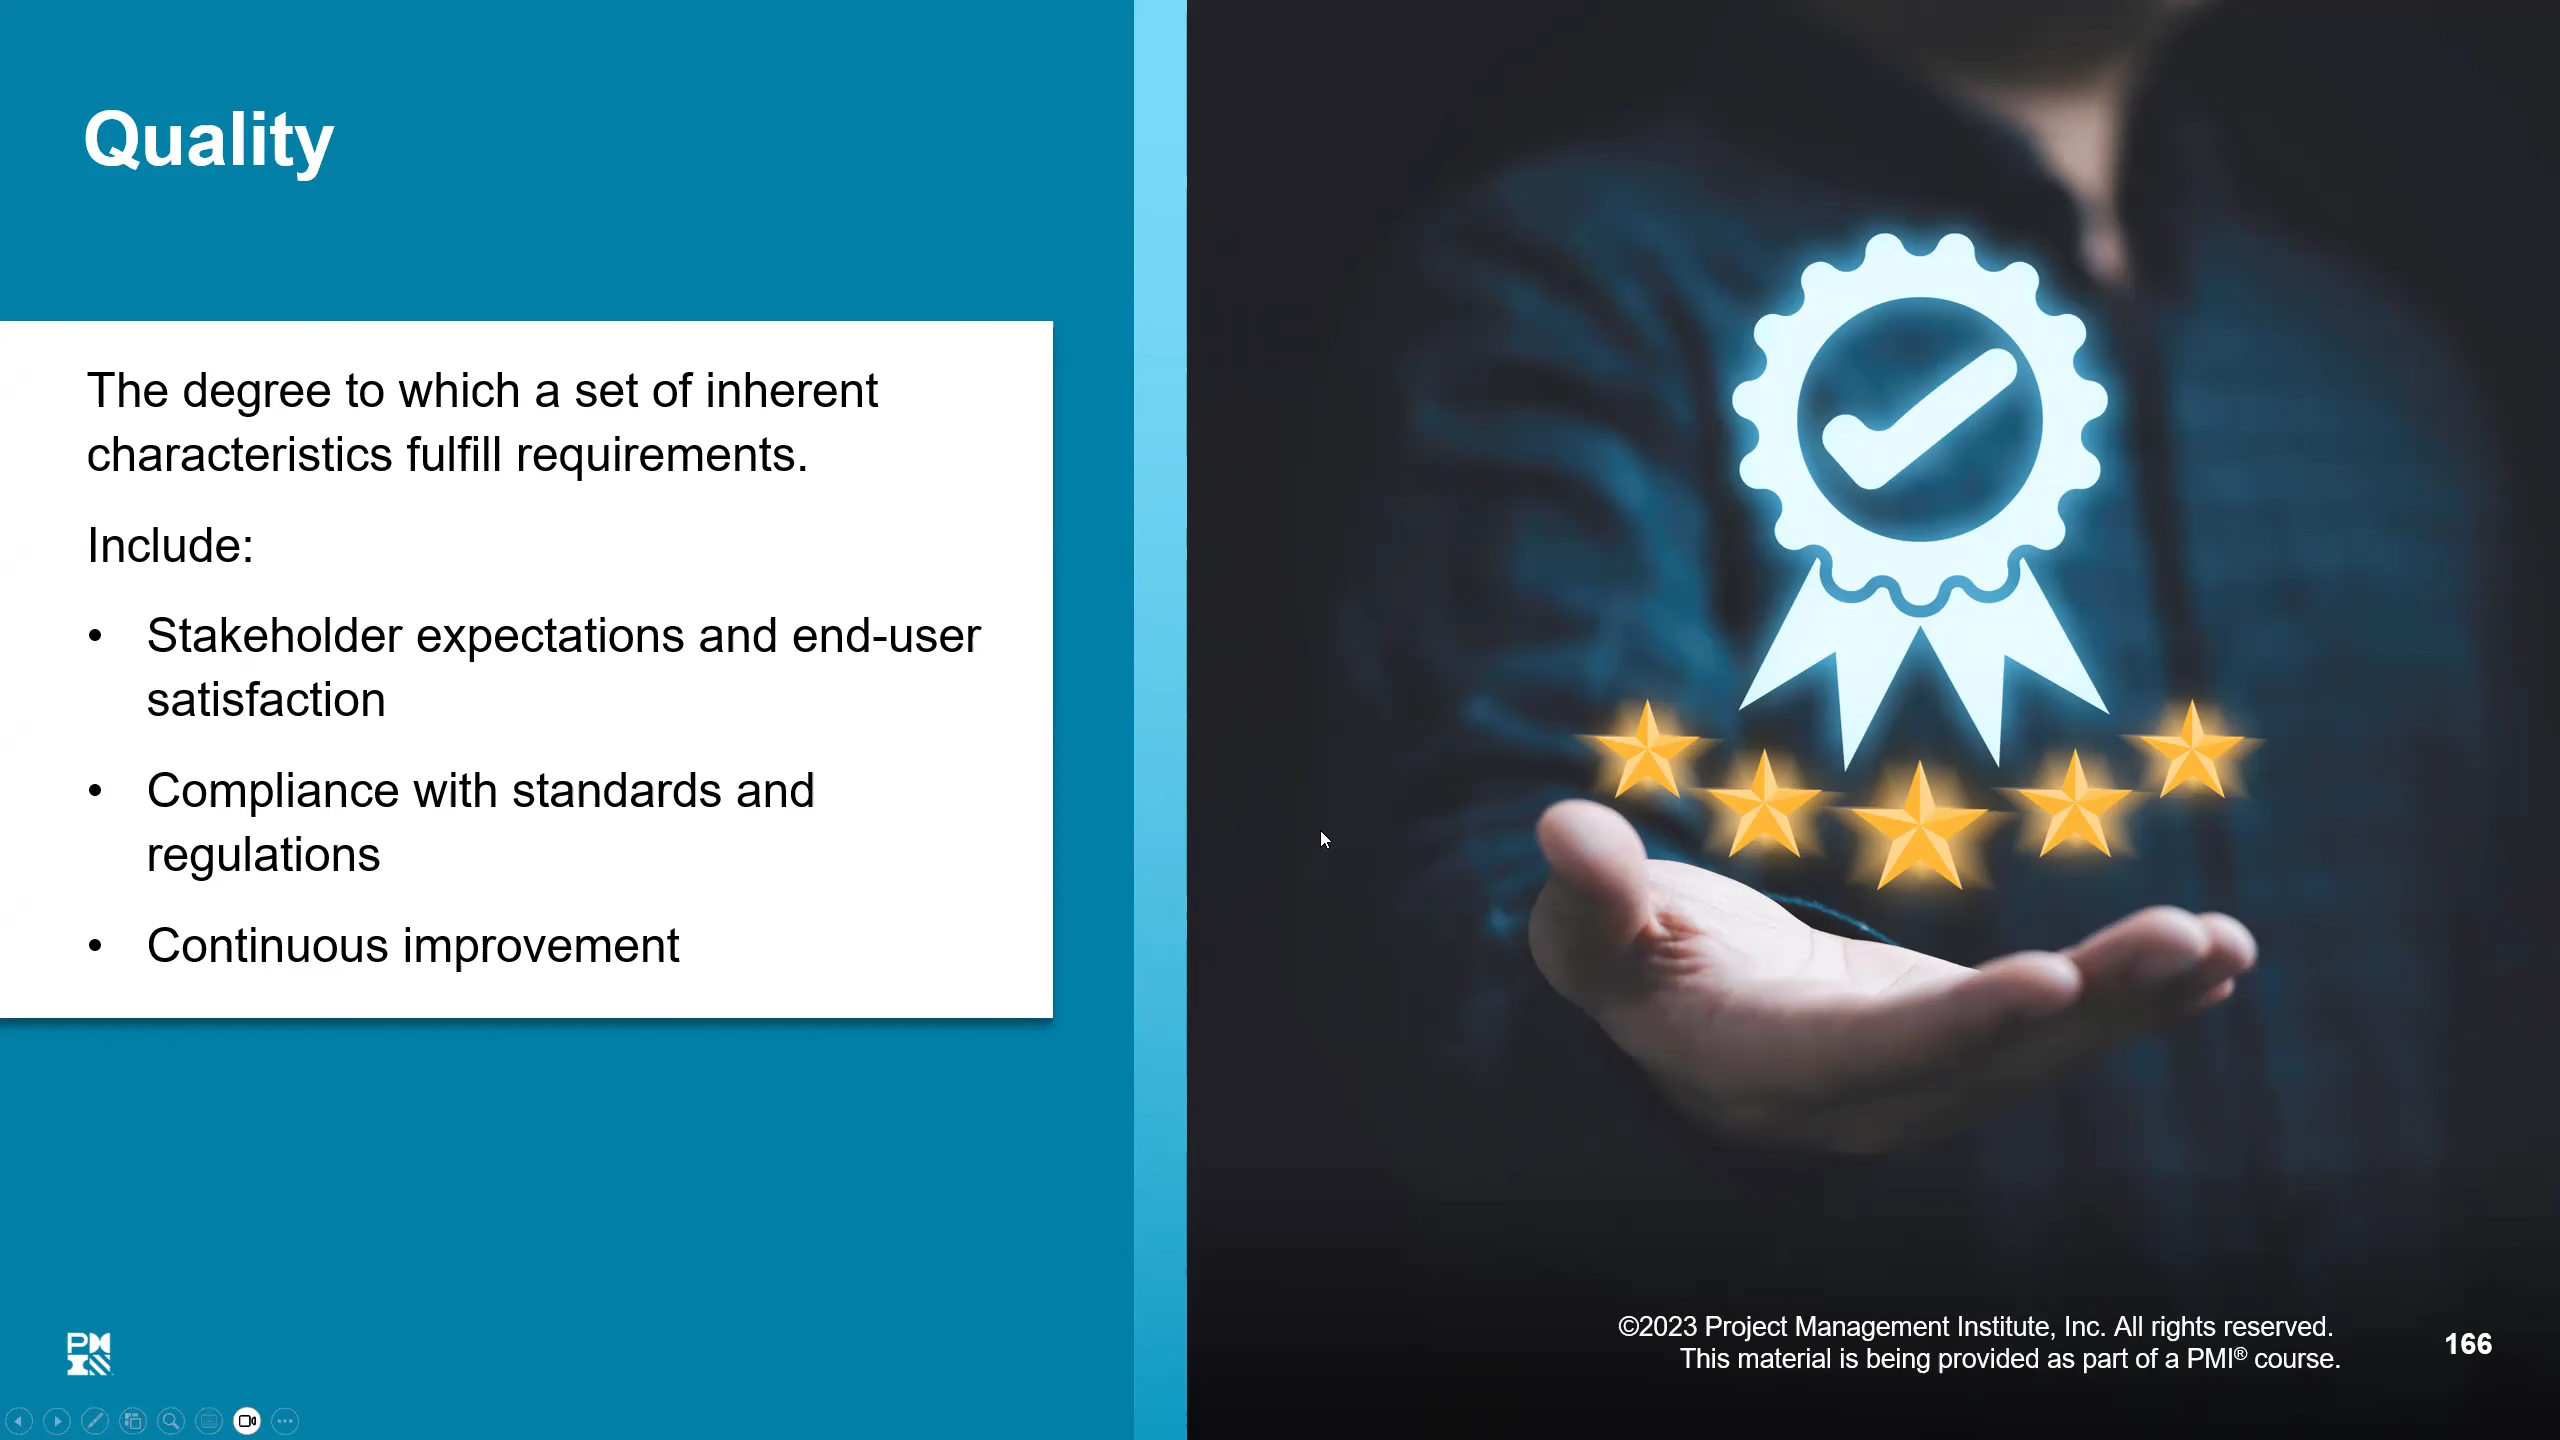 Quality
The degree to which a set of inherent
characteristics fulfill requirements.
Include:
• Stakeholder expectations and end-user
satisfaction
• Compliance with standards and
regulations
• Continuous improvement
PM
©2023 Project Management Institute, Inc. All rights reserved.
This material is being provided as part of a PMI® course.
166